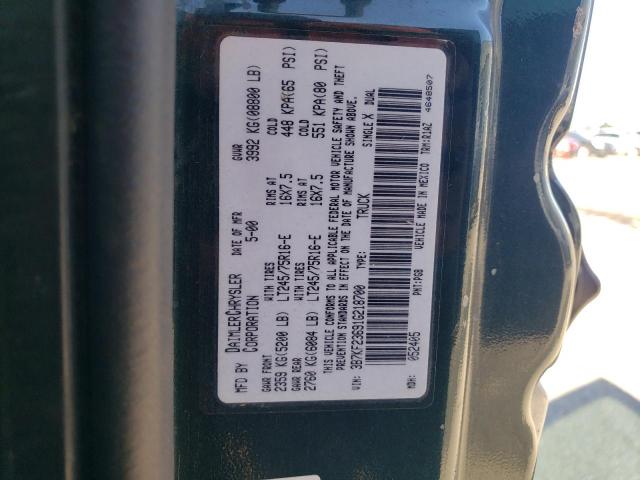 MFD BY DAIMLERCHRYSLER CORPORATION DATE OF MFR 5-00 GVWR 3992 KG(08800 LB)
GAWR FRONT WITH TIRES RIMS AT COLD
2359 KG(5200 LB) LT245/75R16-E 16X7.5 448 KPA(65 PSI)
GAWR REAR WITH TIRES RIMS AT COLD
2760 KG(6084 LB) LT245/75R16-E 16X7.5 551 KPA(80 PSI)
THIS VEHICLE CONFORMS TO ALL APPLICABLE FEDERAL MOTOR VEHICLE SAFETY AND THEFT
PREVENTION STANDARDS IN EFFECT ON THE DATE OF MANUFACTURE SHOWN ABOVE.
VIN: 3B7KF23691G218700 TYPE: TRUCK SINGLE X DUAL
MDH: 052405 PNT:PG8 VEHICLE MADE IN MEXICO TRM:R1AZ 4648507